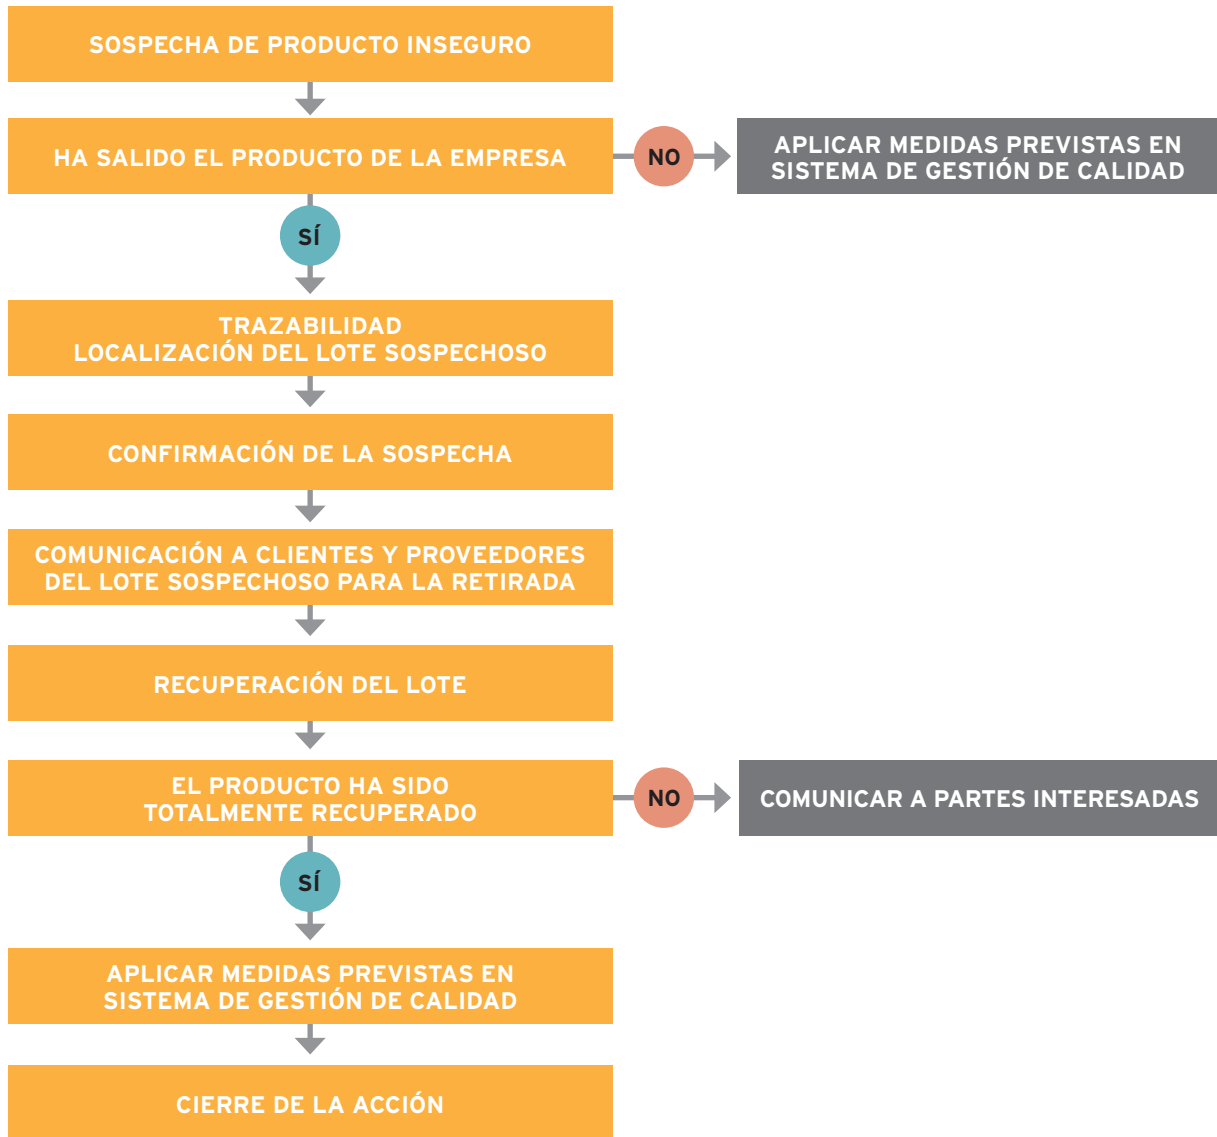 SOSPECHA DE PRODUCTO INSEGURO
HA SALIDO EL PRODUCTO DE LA EMPRESA
NO
APLICAR MEDIDAS PREVISTAS EN
SISTEMA DE GESTIÓN DE CALIDAD
SÍ
TRAZABILIDAD
LOCALIZACIÓN DEL LOTE SOSPECHOSO
CONFIRMACIÓN DE LA SOSPECHA
COMUNICACIÓN A CLIENTES Y PROVEEDORES
DEL LOTE SOSPECHOSO PARA LA RETIRADA
RECUPERACIÓN DEL LOTE
EL PRODUCTO HA SIDO
TOTALMENTE RECUPERADO
NO
COMUNICAR A PARTES INTERESADAS
SÍ
APLICAR MEDIDAS PREVISTAS EN
SISTEMA DE GESTIÓN DE CALIDAD
CIERRE DE LA ACCIÓN